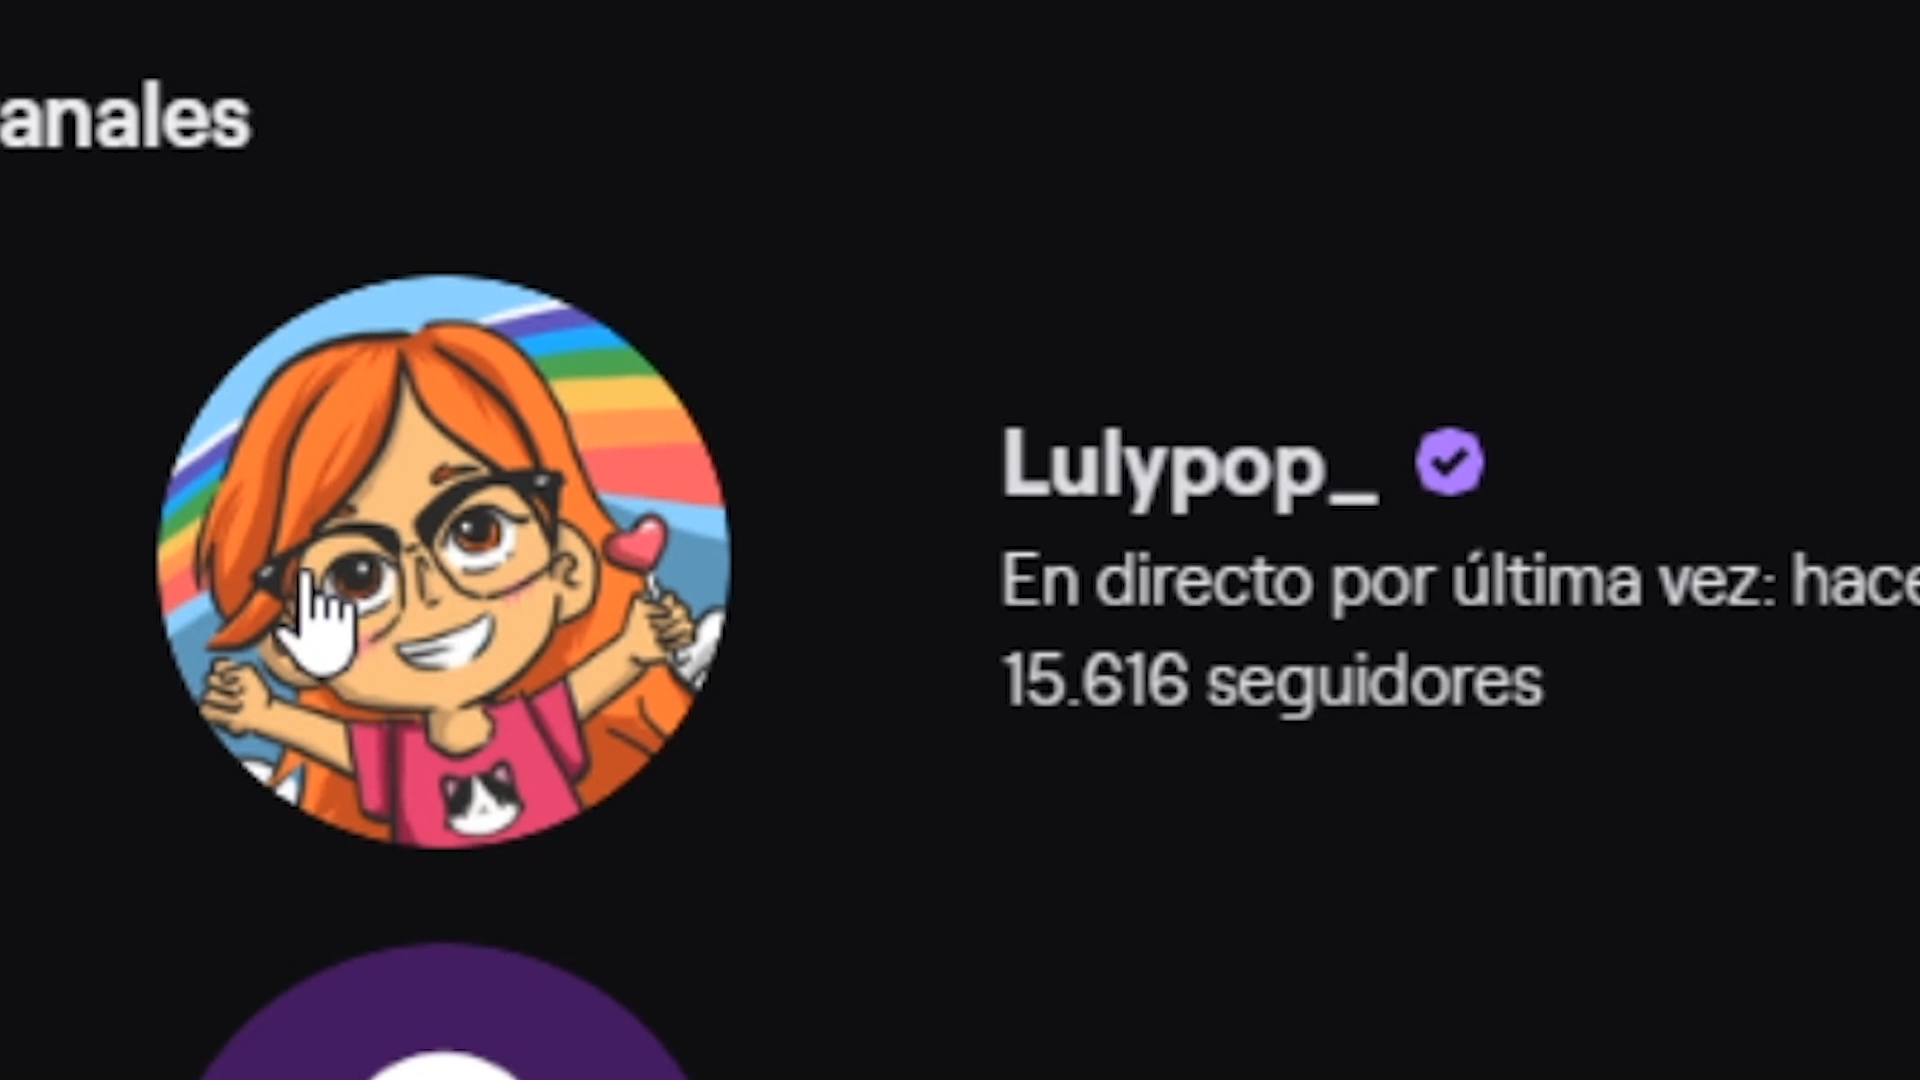 anales
Lulypop_
En directo por última vez: hace
15.616 seguidores